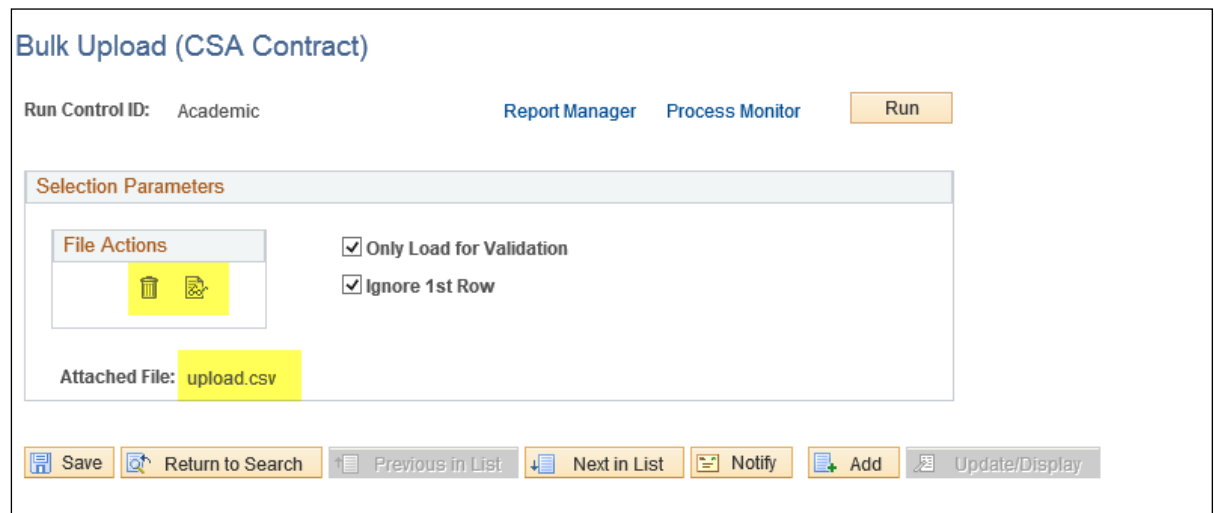 Bulk Upload (CSA Contract)
Run Control ID: Academic Report Manager Process Monitor Run
Selection Parameters
File Actions
Only Load for Validation
Ignore 1st Row
Attached File: upload.csv
Save Return to Search Previous in List Next in List Notify Add Update/Display